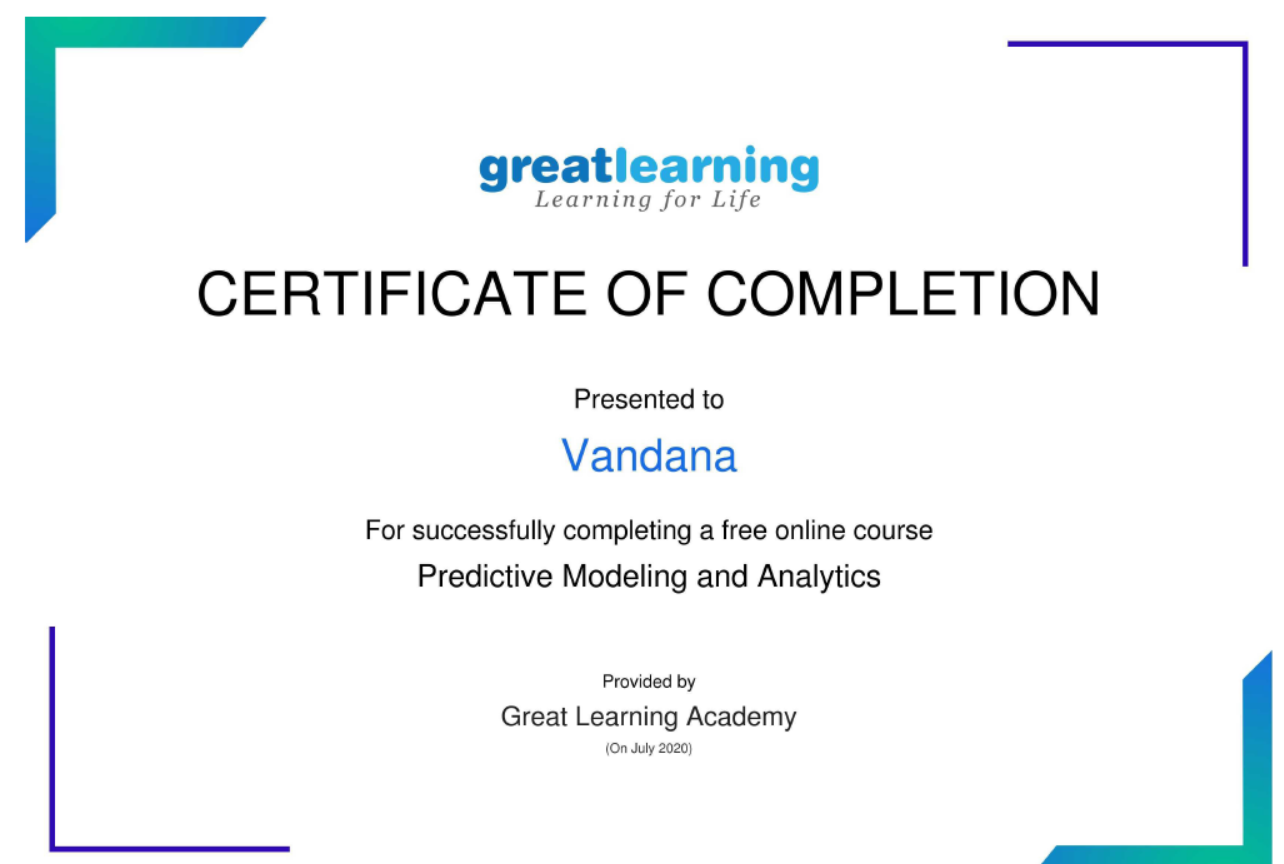 greatlearning
Learning for Life
CERTIFICATE OF COMPLETION
Presented to
Vandana
For successfully completing a free online course
Predictive Modeling and Analytics
Provided by
Great Learning Academy
(On July 2020)